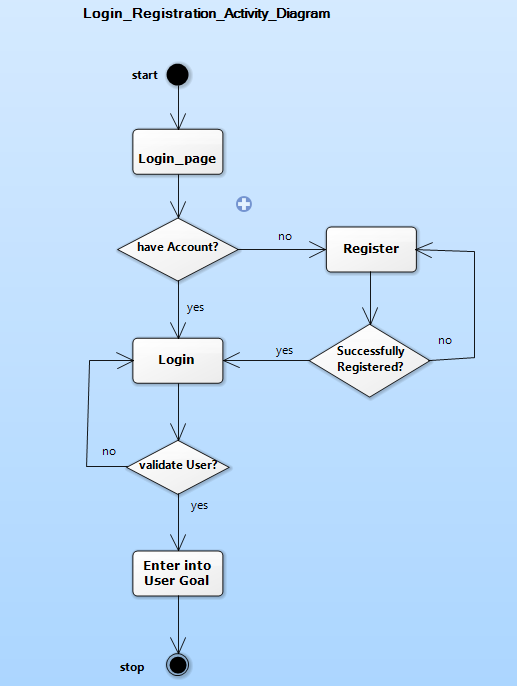 Login_Registration_Activity_Diagram
start
Login_page
have Account?
no
Register
yes
Login
yes
Successfully
Registered?
no
no
validate User?
yes
Enter into
User Goal
stop